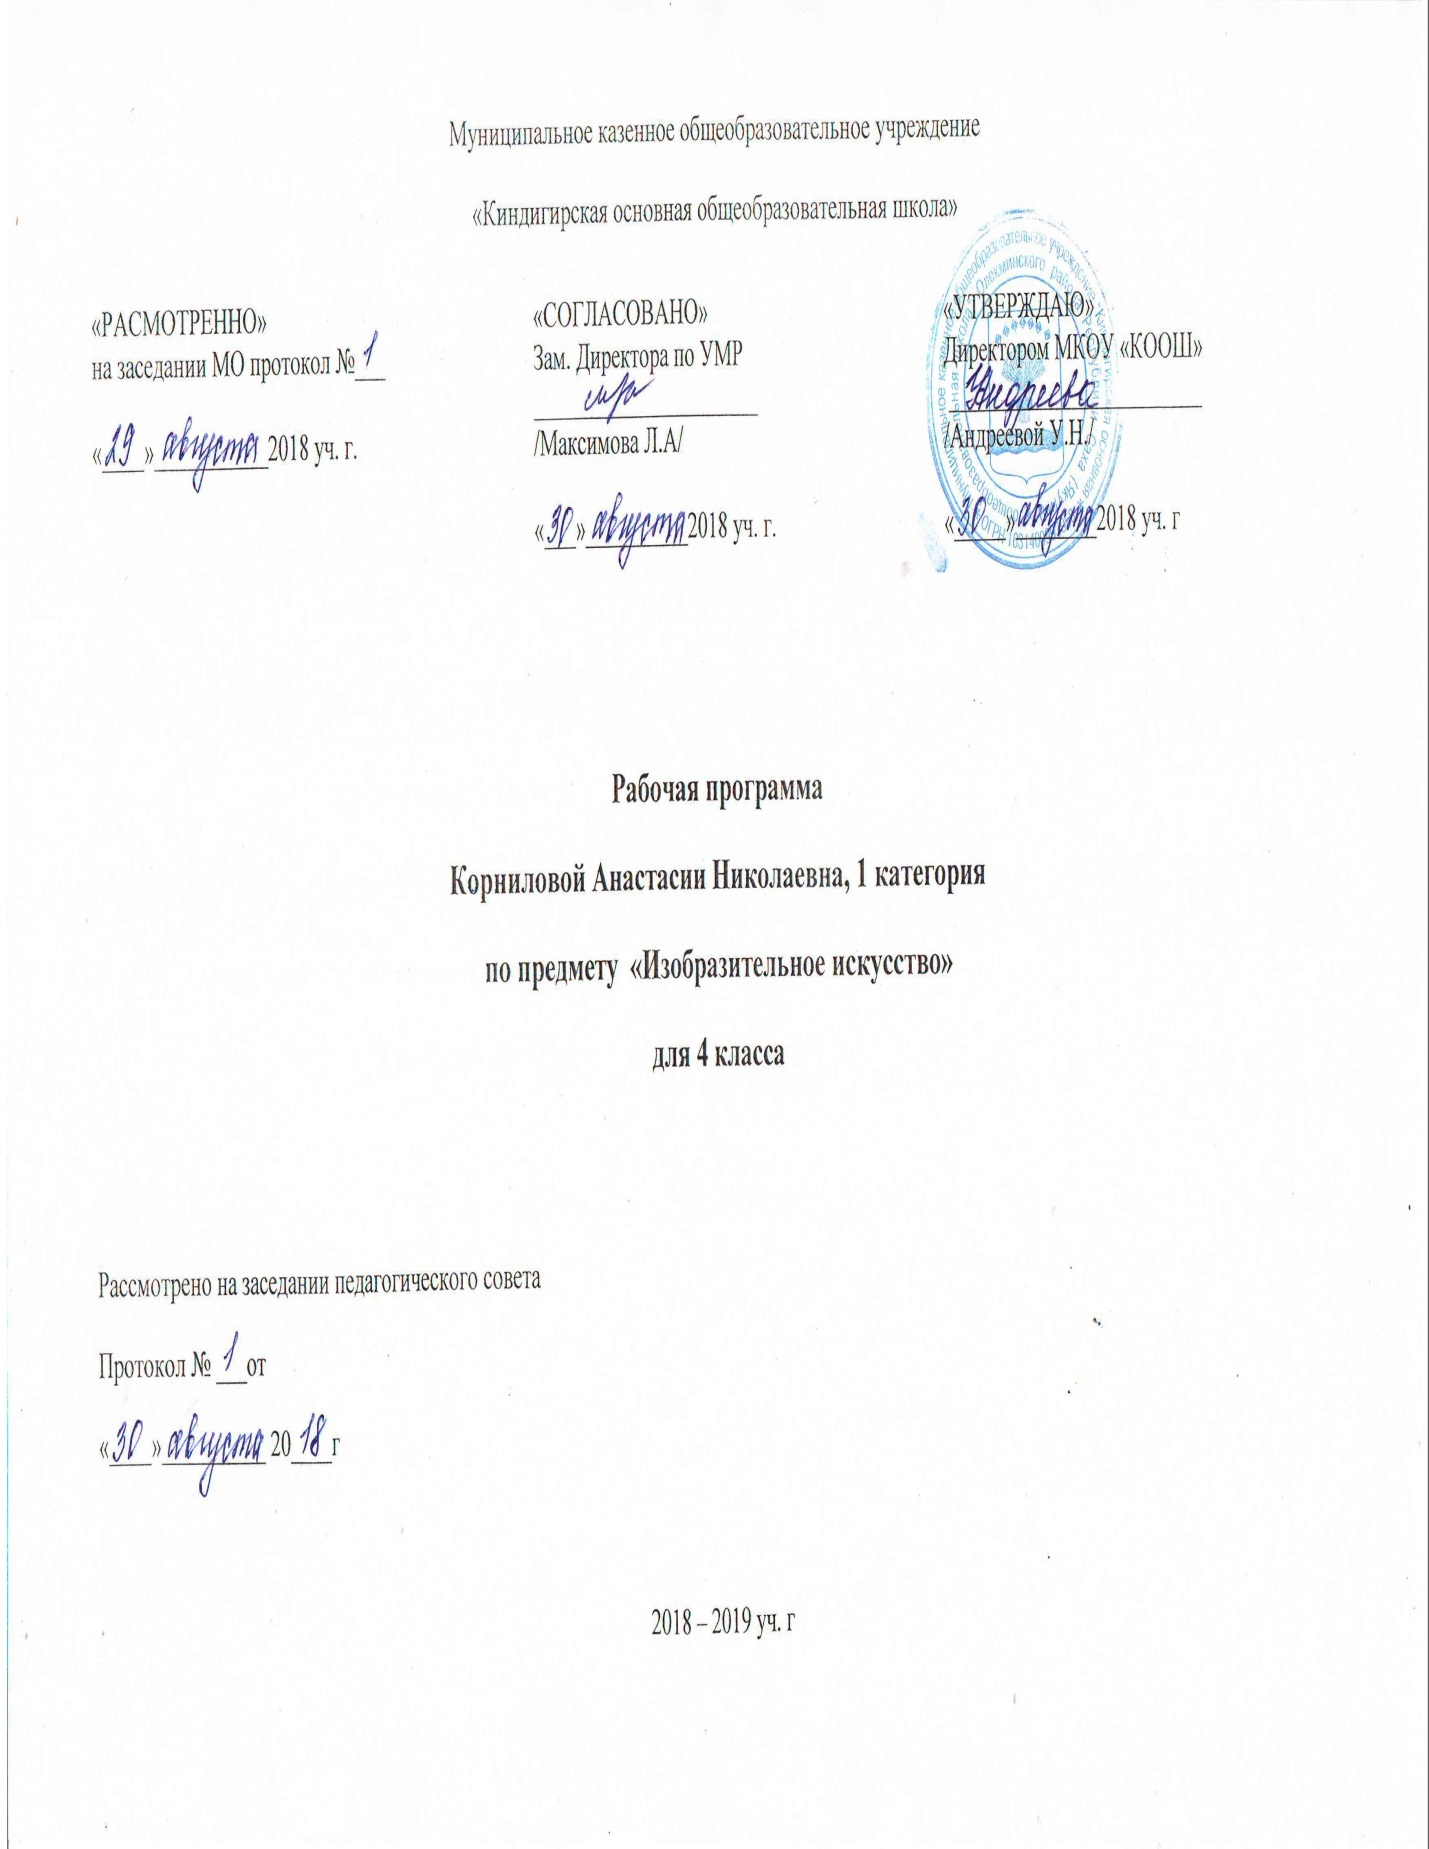 Муниципальное казенное общеобразовательное учреждение
«Киндигирская основная общеобразовательная школа»
«РАСМОТРЕННО»
на заседании МО протокол № 1
«29» августа 2018 уч. г.
«СОГЛАСОВАНО»
Зам. Директора по УМР
/Максимова Л.А/
«30» августа 2018 уч. г.
«УТВЕРЖДАЮ»
Директором МКОУ «КООШ»
Андреева
/Андреевой У.Н./
«30» августа 2018 уч. г
Рабочая программа
Корниловой Анастасии Николаевна, 1 категория
по предмету «Изобразительное искусство»
для 4 класса
Рассмотрено на заседании педагогического совета
Протокол № 1 от
«30» августа 2018 г
2018 – 2019 уч. г